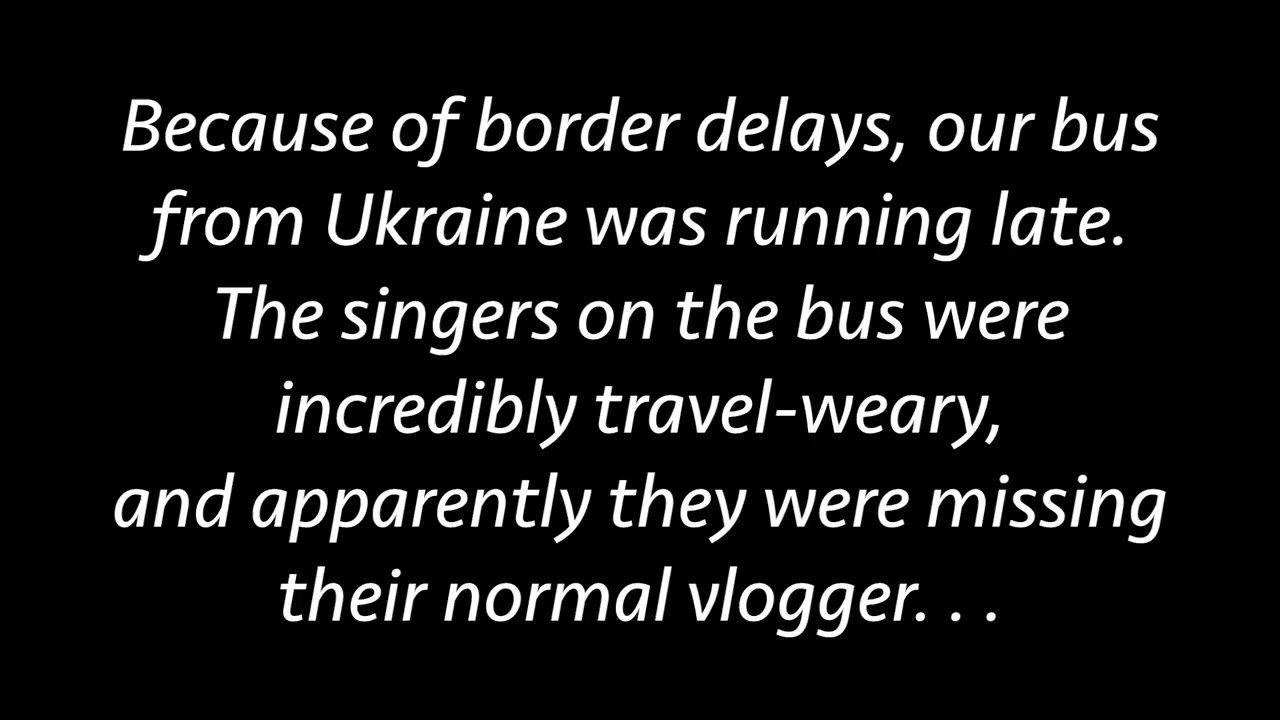 Because of border delays, our bus
from Ukraine was running late.
The singers on the bus were
incredibly travel-weary,
and apparently they were missing
their normal vlogger. . .